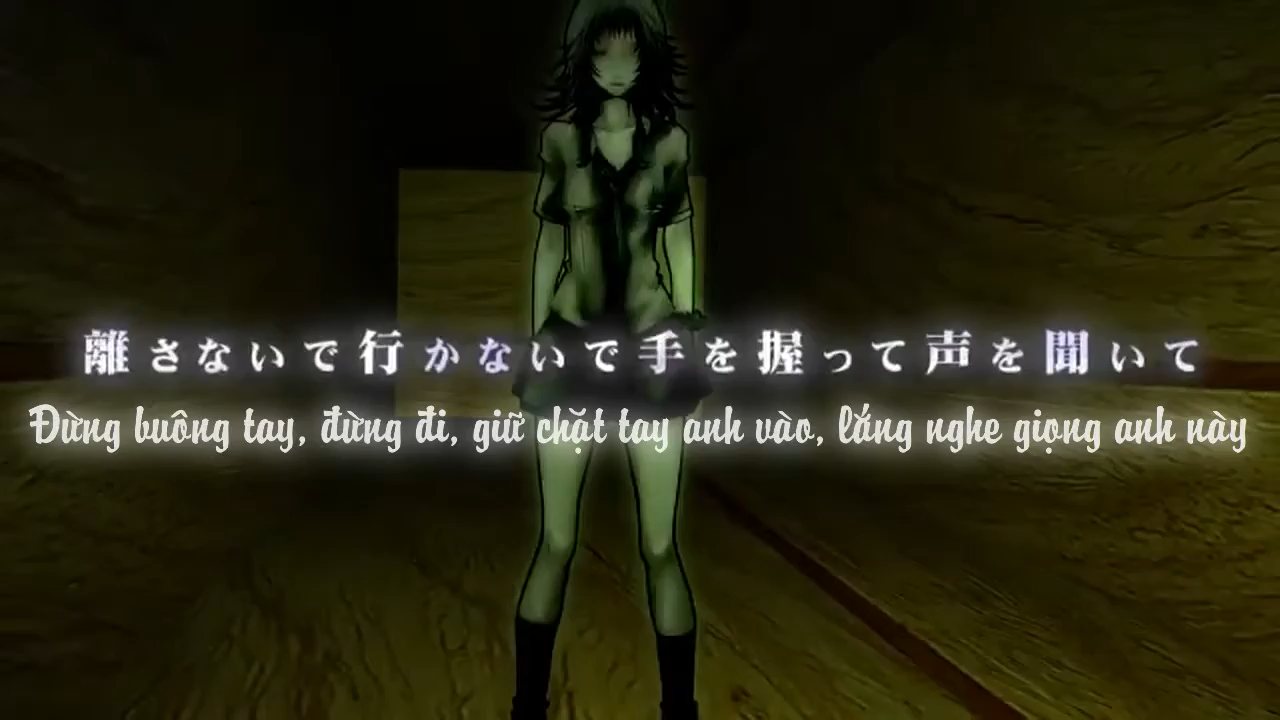 離さないで行かないで手を握って声を聞いて
Đừng buông tay, đừng đi, giữ chặt tay anh vào, lắng nghe giọng anh này